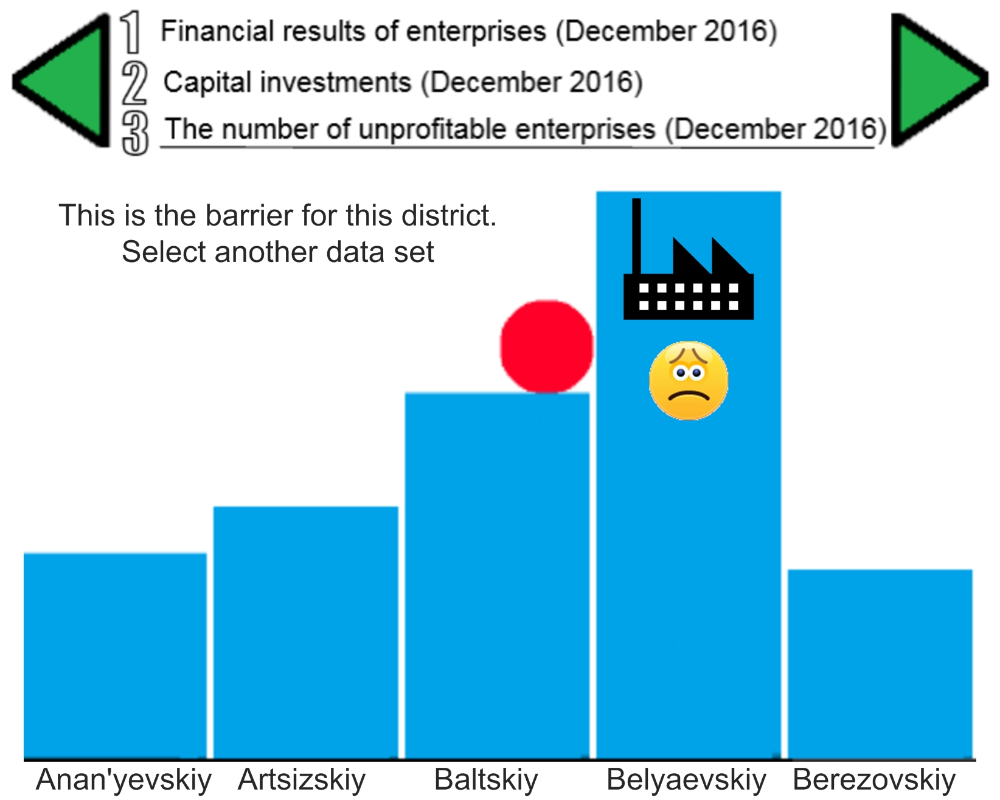 1 Financial results of enterprises (December 2016)
2 Capital investments (December 2016)
3 The number of unprofitable enterprises (December 2016)
This is the barrier for this district.
Select another data set
Anan'yevskiy Artsizskiy Baltskiy Belyaevskiy Berezovskiy